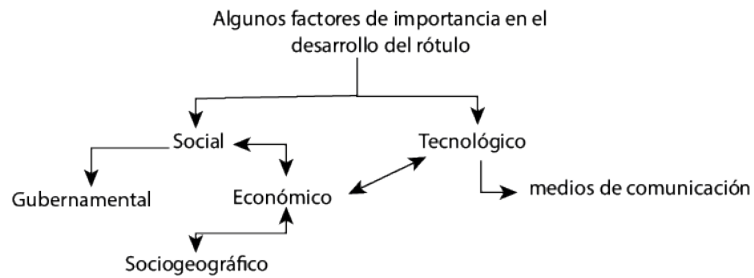 Algunos factores de importancia en el
desarrollo del rótulo
Social
Tecnológico
Gubernamental
Económico
medios de comunicación
Sociogeográfico